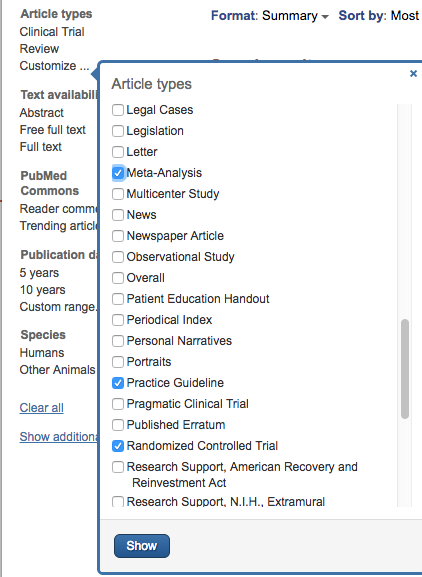 Article types
Format: Summary Sort by: Most
Clinical Trial
Review
Customize ...
Text availabili
Abstract
Free full text
Full text
PubMed
Commons
Reader comme
Trending article
Publication da
5 years
10 years
Custom range.
Species
Humans
Other Animals
Clear all
Show additiona
Article types
×
Legal Cases
Legislation
Letter
Meta-Analysis
Multicenter Study
News
Newspaper Article
Observational Study
Overall
Patient Education Handout
Periodical Index
Personal Narratives
Portraits
Practice Guideline
Pragmatic Clinical Trial
Published Erratum
Randomized Controlled Trial
Research Support, American Recovery and
Reinvestment Act
Research Support, N.I.H., Extramural
Show